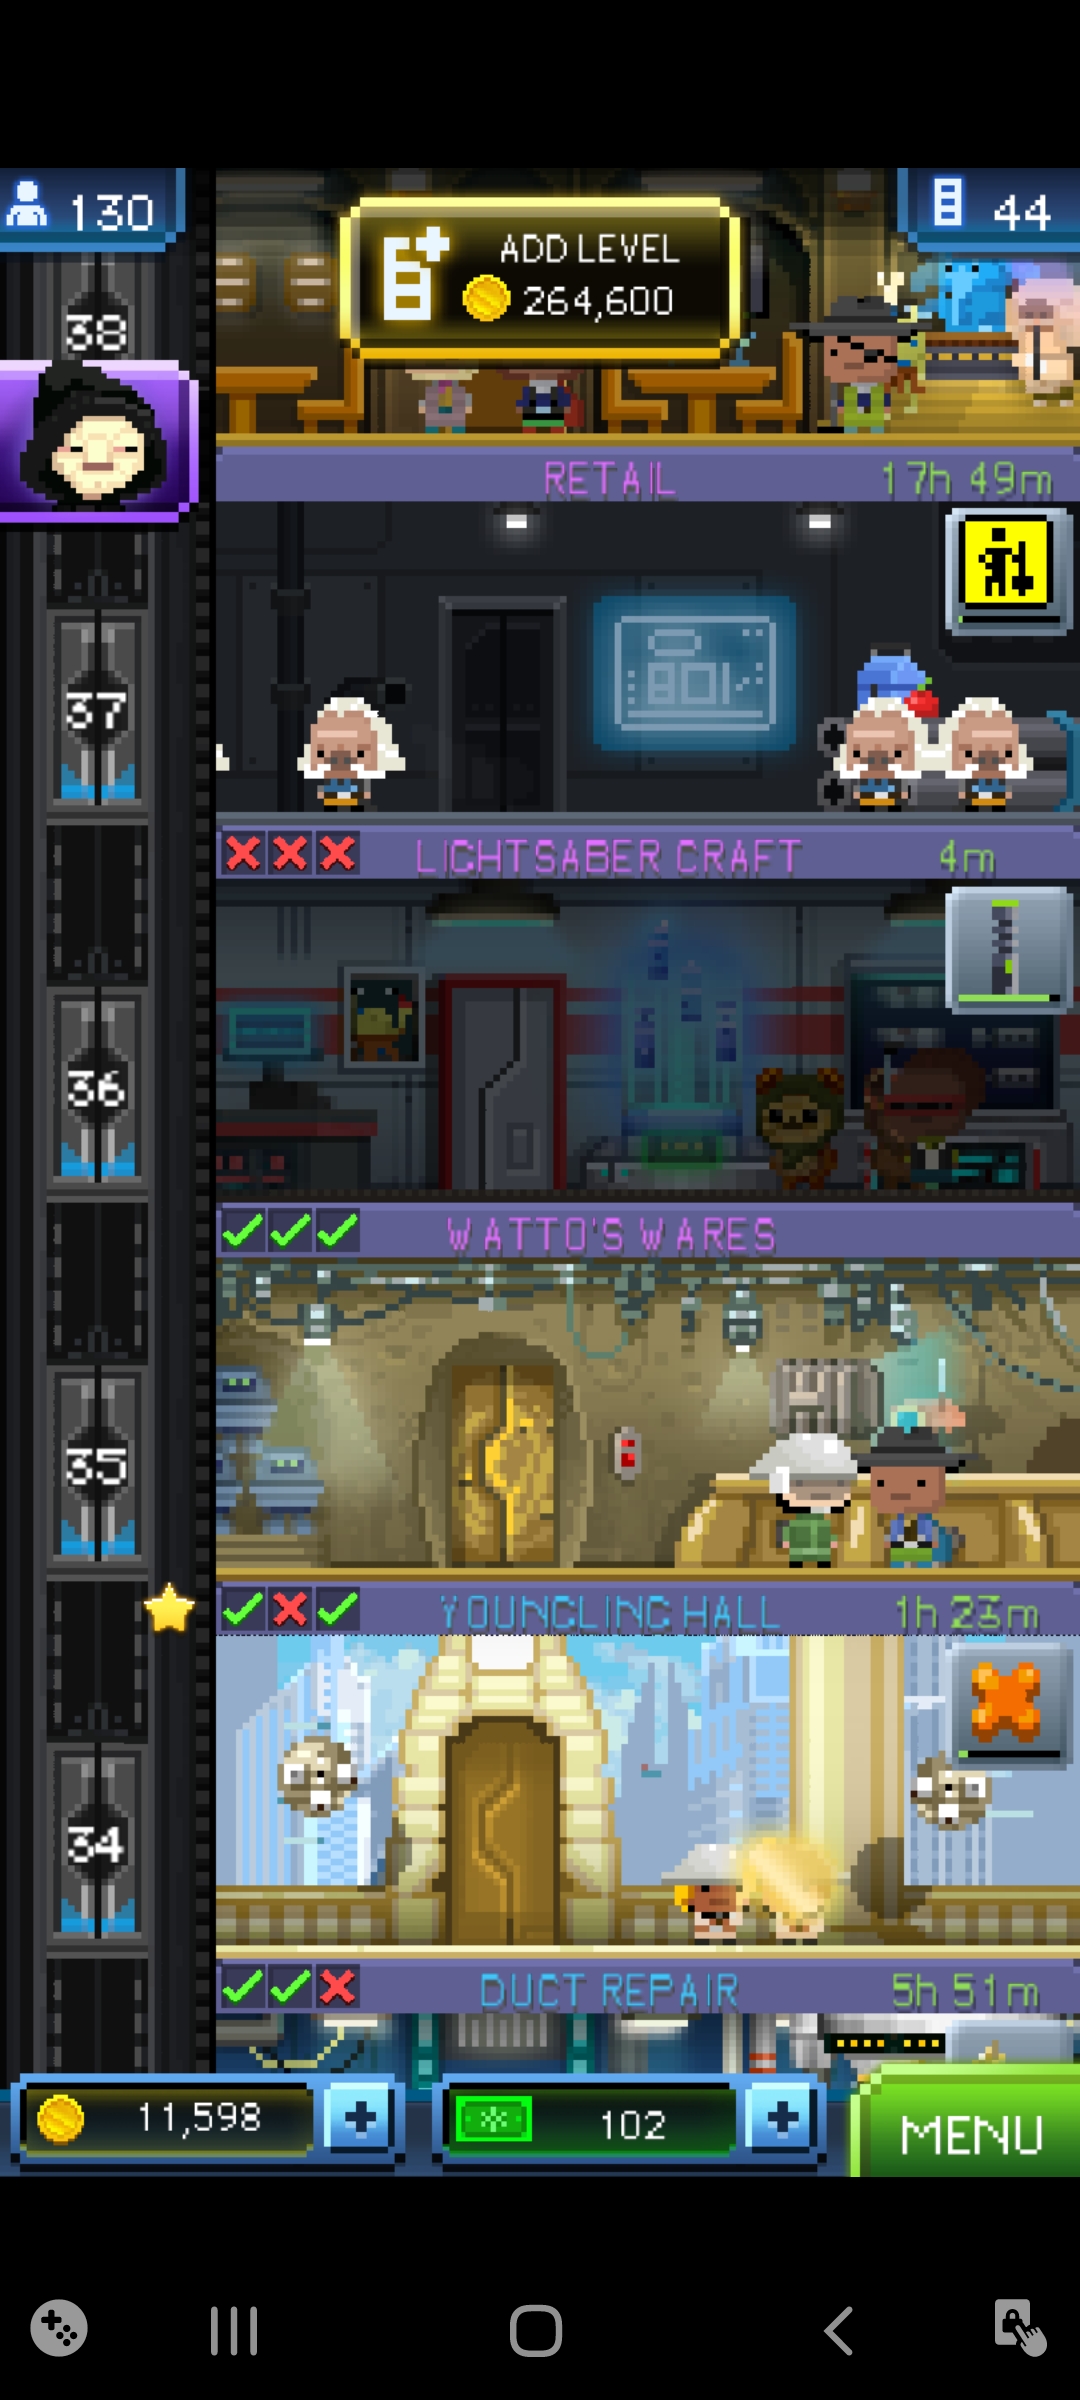 130
44
ADD LEVEL
264,600
38
RETAIL 17h 49m
37
LIGHTSABER CRAFT 4m
36
WATTO'S WARES
35
YOUNGLING HALL 1h 23m
34
DUCT REPAIR 5h 51m
11,598
102
MENU